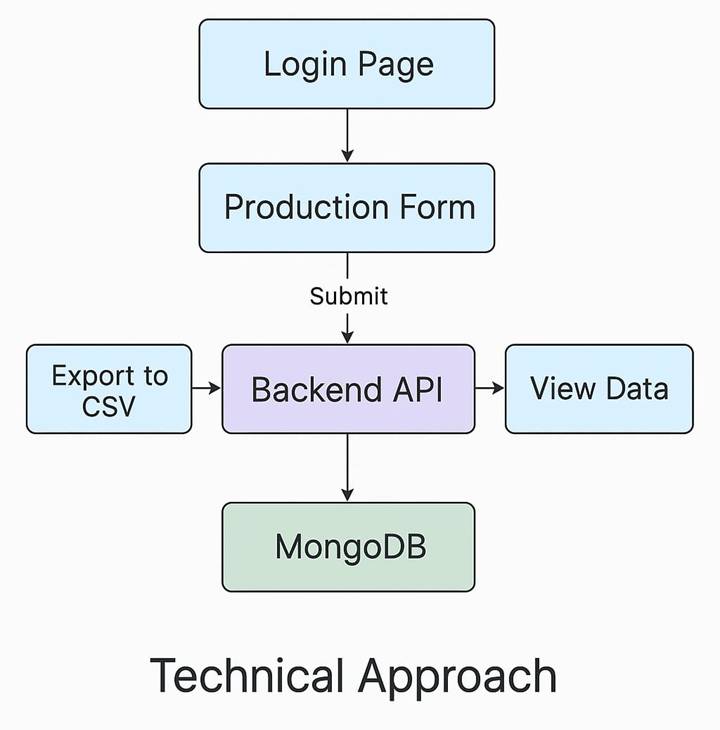 Login Page
Production Form
Submit
Export to
CSV
Backend API
View Data
MongoDB
Technical Approach